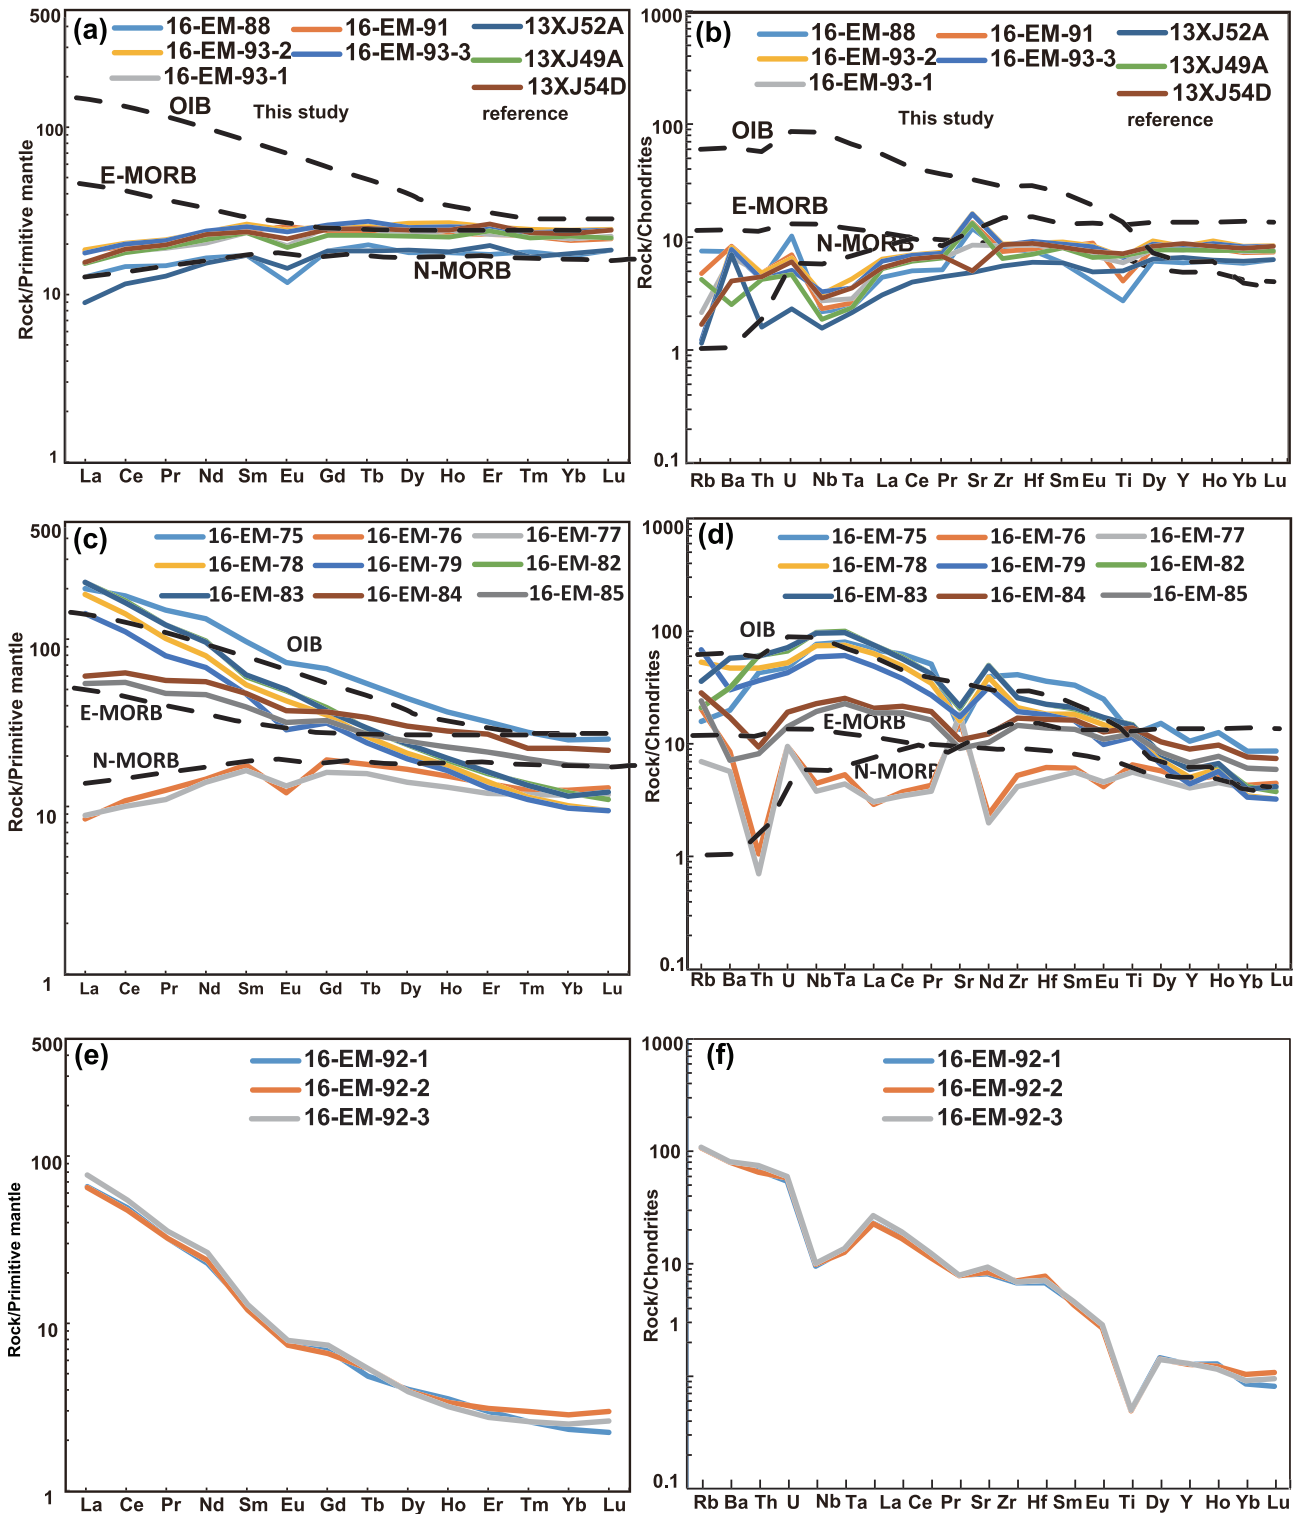 (a)
500
100
10
1
Rock/Primitive mantle
16-EM-88
16-EM-91
13XJ52A
16-EM-93-2
16-EM-93-3
13XJ49A
16-EM-93-1
13XJ54D
OIB
This study
reference
E-MORB
N-MORB
La Ce Pr Nd Sm Eu Gd Tb Dy Ho Er Tm Yb Lu
(b)
1000
100
10
1
0.1
Rock/Chondrites
16-EM-88
16-EM-91
13XJ52A
16-EM-93-2
16-EM-93-3
13XJ49A
16-EM-93-1
13XJ54D
OIB
This study
reference
E-MORB
N-MORB
Rb Ba Th U Nb Ta La Ce Pr Sr Zr Hf Sm Eu Ti Dy Y Ho Yb Lu
(c)
500
100
10
1
Rock/Primitive mantle
16-EM-75 16-EM-76 16-EM-77
16-EM-78 16-EM-79 16-EM-82
16-EM-83 16-EM-84 16-EM-85
OIB
E-MORB
N-MORB
La Ce Pr Nd Sm Eu Gd Tb Dy Ho Er Tm Yb Lu
(d)
1000
100
10
1
0.1
Rock/Chondrites
16-EM-75 16-EM-76 16-EM-77
16-EM-78 16-EM-79 16-EM-82
16-EM-83 16-EM-84 16-EM-85
OIB
E-MORB
N-MORB
Rb Ba Th U Nb Ta La Ce Pr Sr Nd Zr Hf Sm Eu Ti Dy Y Ho Yb Lu
(e)
500
100
10
1
Rock/Primitive mantle
16-EM-92-1
16-EM-92-2
16-EM-92-3
La Ce Pr Nd Sm Eu Gd Tb Dy Ho Er Tm Yb Lu
(f)
1000
100
10
1
0.1
Rock/Chondrites
16-EM-92-1
16-EM-92-2
16-EM-92-3
Rb Ba Th U Nb Ta La Ce Pr Sr Zr Hf Sm Eu Ti Dy Y Ho Yb Lu